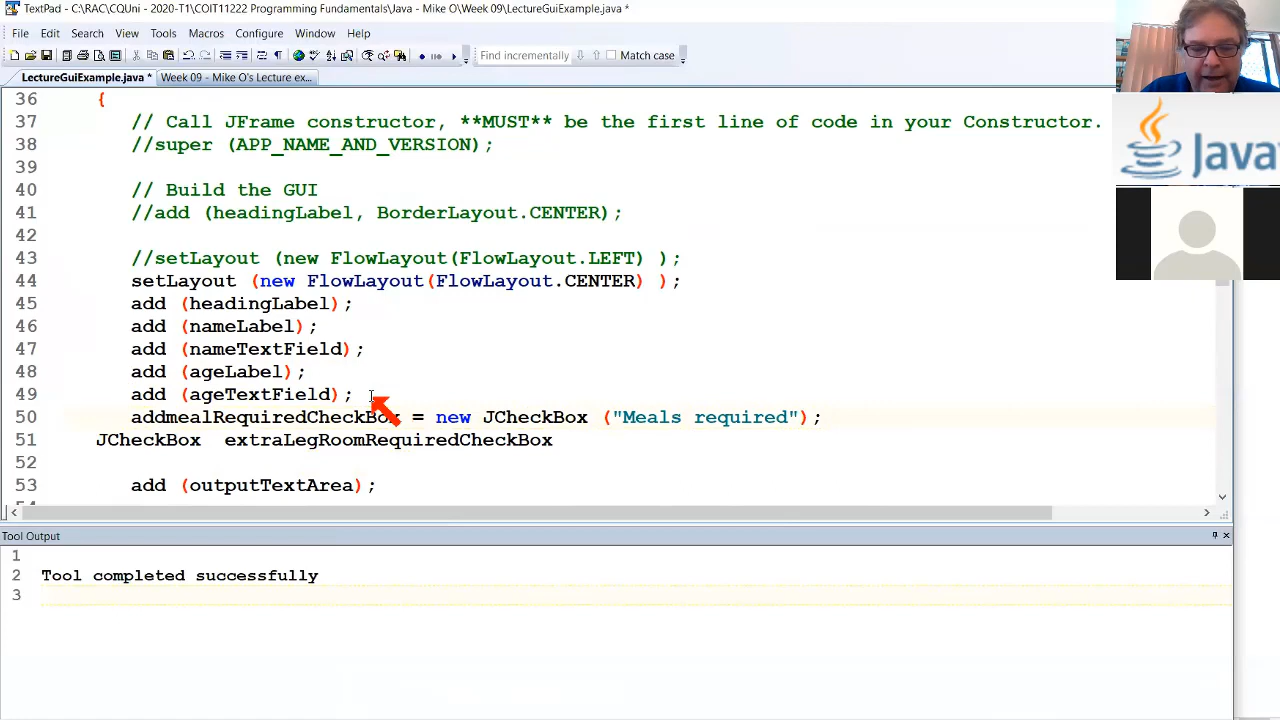 TextPad - C:\RAC\CQUni - 2020-T1\COIT11222 Programming Fundamentals\Java - Mike O\Week 09\LectureGuiExample.java *
File Edit Search View Tools Macros Configure Window Help
Find incrementally Match case
LectureGuiExample.java * Week 09 - Mike O's Lecture ex...
36 {
37 // Call JFrame constructor, **MUST** be the first line of code in your Constructor.
38 //super (APP_NAME_AND_VERSION);
39
40 // Build the GUI
41 //add (headingLabel, BorderLayout.CENTER);
42
43 //setLayout (new FlowLayout(FlowLayout.LEFT) );
44 setLayout (new FlowLayout(FlowLayout.CENTER) );
45 add (headingLabel);
46 add (nameLabel);
47 add (nameTextField);
48 add (ageLabel);
49 add (ageTextField);
50 addmealRequiredCheckBox = new JCheckBox ("Meals required");
51 JCheckBox extraLegRoomRequiredCheckBox
52
53 add (outputTextArea);
Java
Tool Output
1
2 Tool completed successfully
3